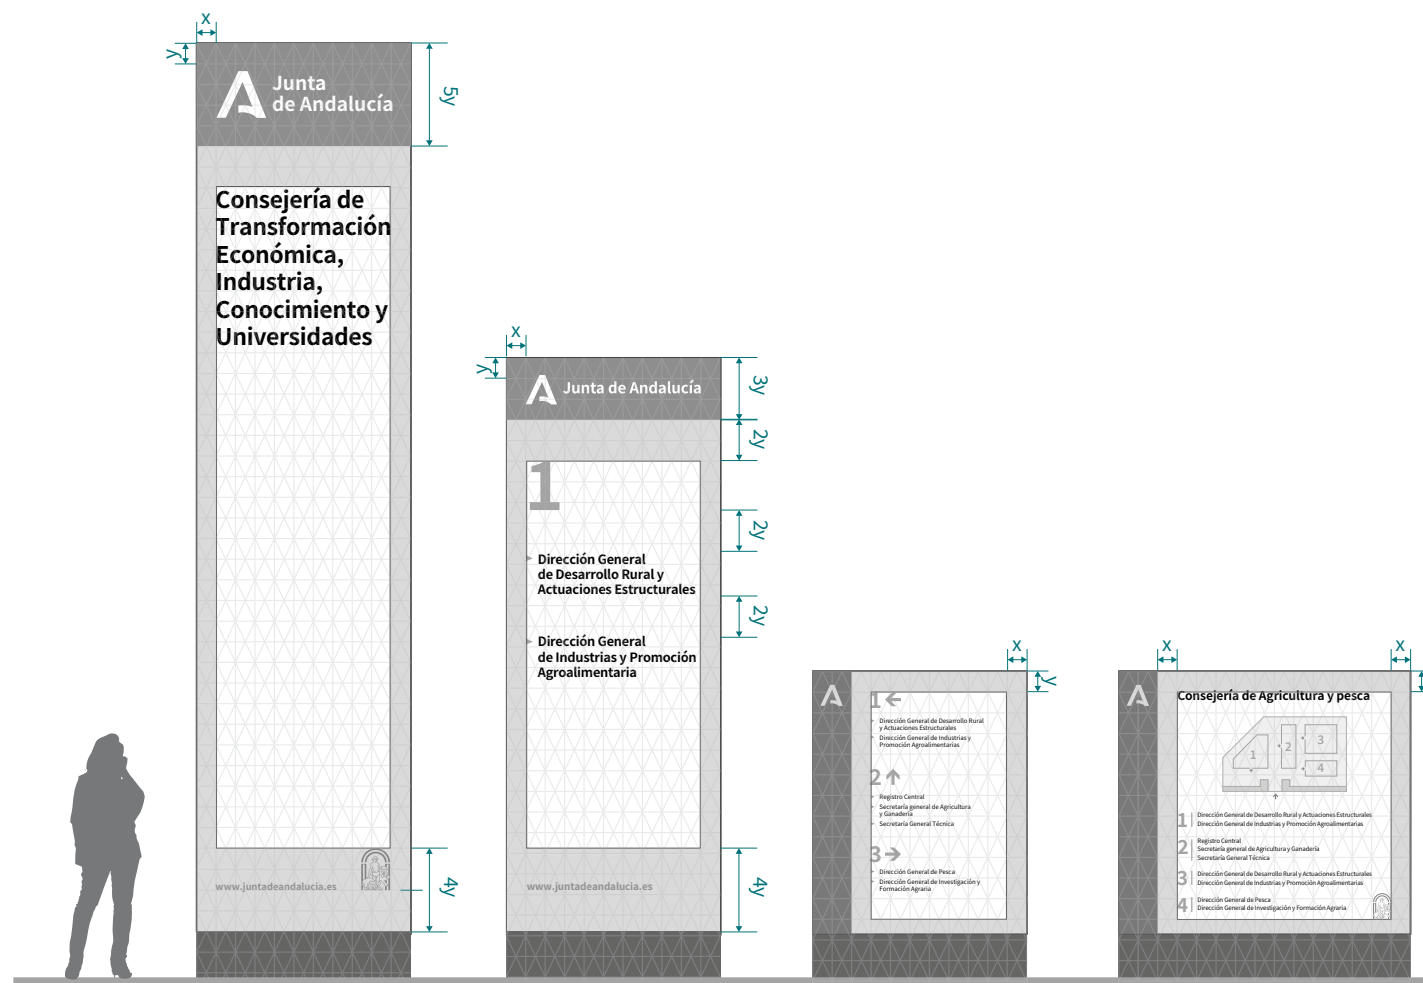 x
y
Junta
de Andalucía
5y
Consejería de
Transformación
Económica,
Industria,
Conocimiento y
Universidades
www.juntadeandalucia.es
4y
x
y
Junta de Andalucía
3y
2y
1
2y
Dirección General
de Desarrollo Rural y
Actuaciones Estructurales
2y
Dirección General
de Industrias y Promoción
Agroalimentaria
www.juntadeandalucia.es
4y
x
y
1
Dirección General de Desarrollo Rural
y Actuaciones Estructurales
Dirección General de Industrias y
Promoción Agroalimentarias
2
Registro Central
Secretaría general de Agricultura
y Ganadería
Secretaría General Técnica
3
Dirección General de Pesca
Dirección General de Investigación y
Formación Agraria
x
x
Consejería de Agricultura y pesca
1
2
3
4
1 Dirección General de Desarrollo Rural y Actuaciones Estructurales
Dirección General de Industrias y Promoción Agroalimentarias
2 Registro Central
Secretaría general de Agricultura y Ganadería
Secretaría General Técnica
3 Dirección General de Desarrollo Rural y Actuaciones Estructurales
Dirección General de Industrias y Promoción Agroalimentarias
4 Dirección General de Pesca
Dirección General de Investigación y Formación Agraria